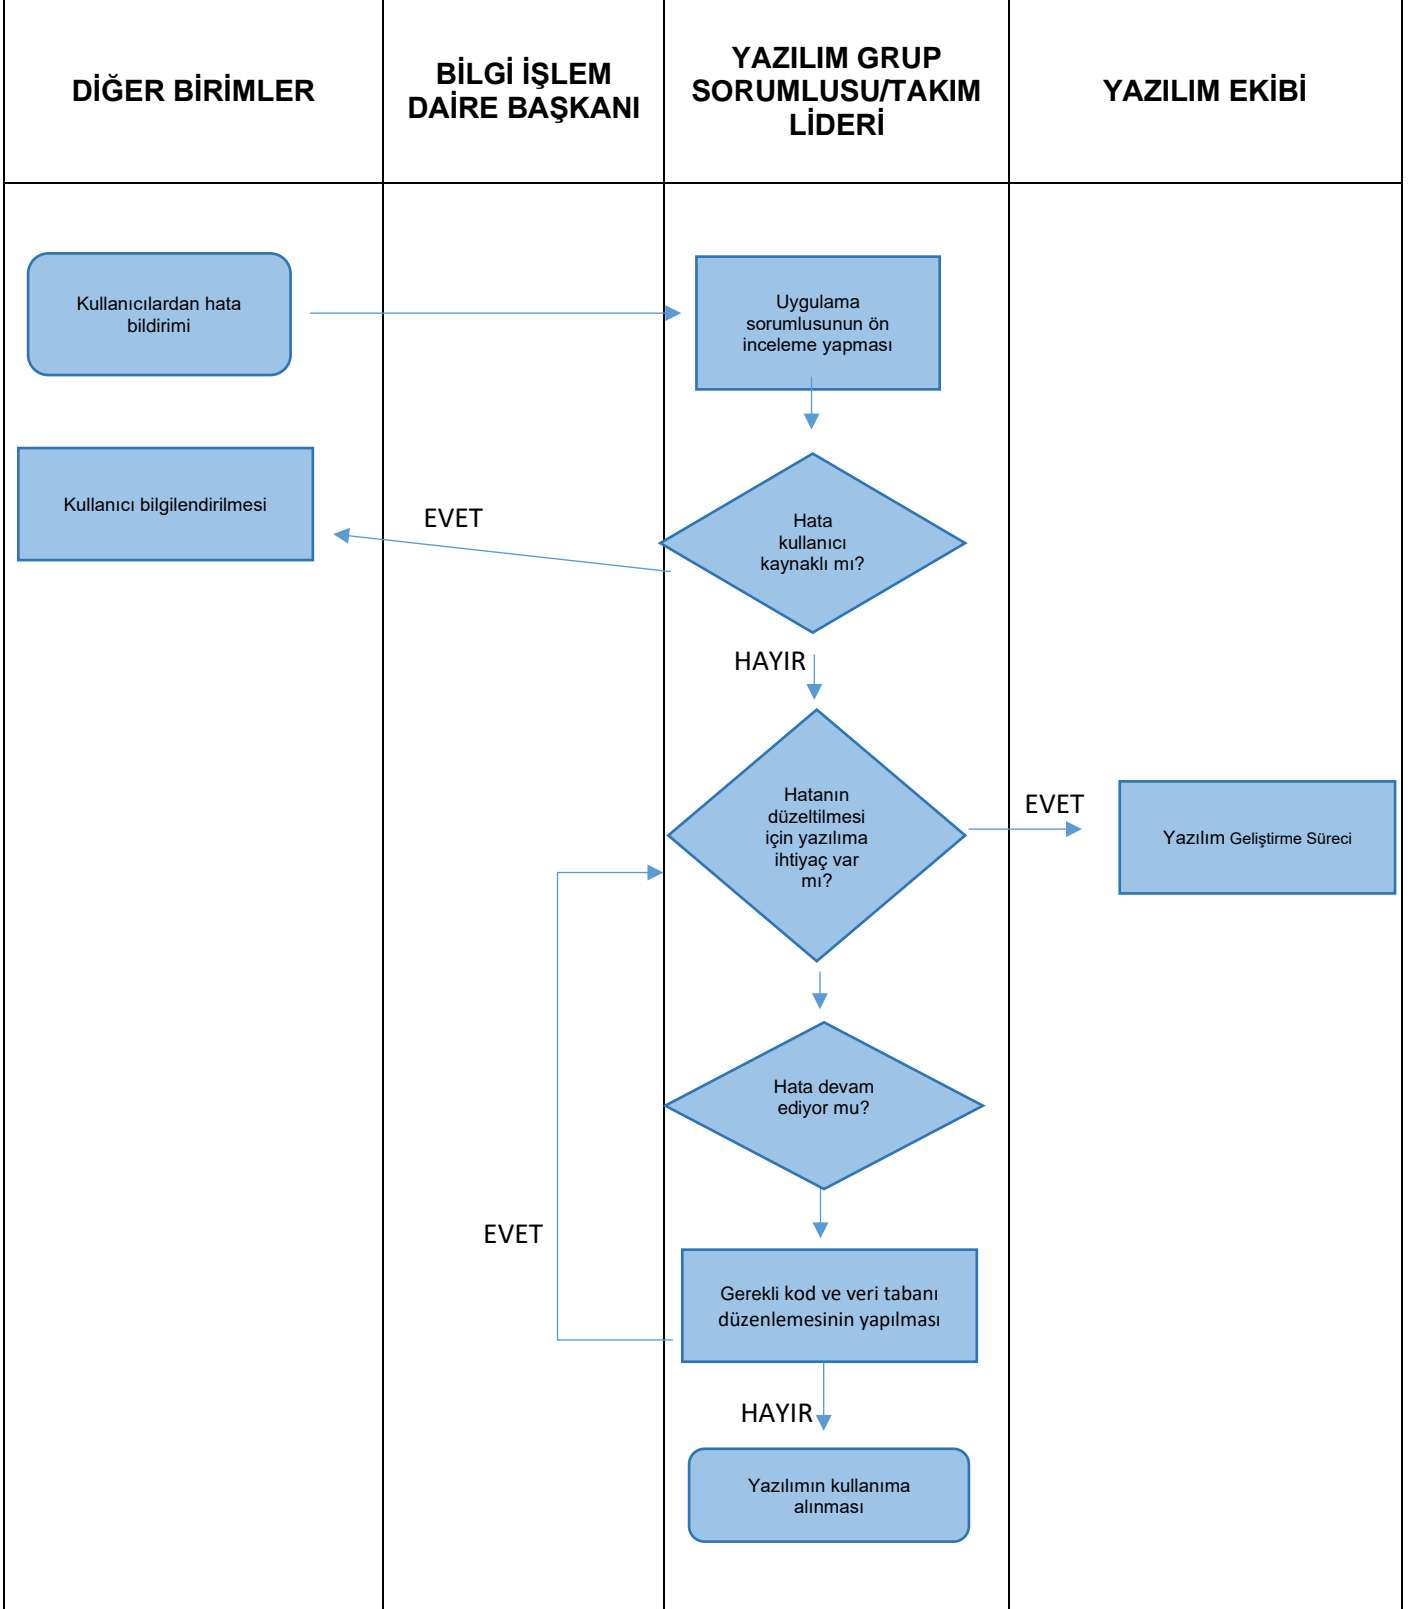 DİĞER BİRİMLER
BİLGİ İŞLEM
DAİRE BAŞKANI
YAZILIM GRUP
SORUMLUSU/TAKIM
LİDERİ
YAZILIM EKİBİ
Kullanıcılardan hata
bildirimi
Uygulama
sorumlusunun ön
inceleme yapması
Kullanıcı bilgilendirilmesi
EVET
Hata
kullanıcı
kaynaklı mı?
HAYIR
Hatanın
düzeltilmesi
için yazılıma
ihtiyaç var
mı?
EVET
Yazılım Geliştirme Süreci
Hata devam
ediyor mu?
EVET
Gerekli kod ve veri tabanı
düzenlemesinin yapılması
HAYIR
Yazılımın kullanıma
alınması